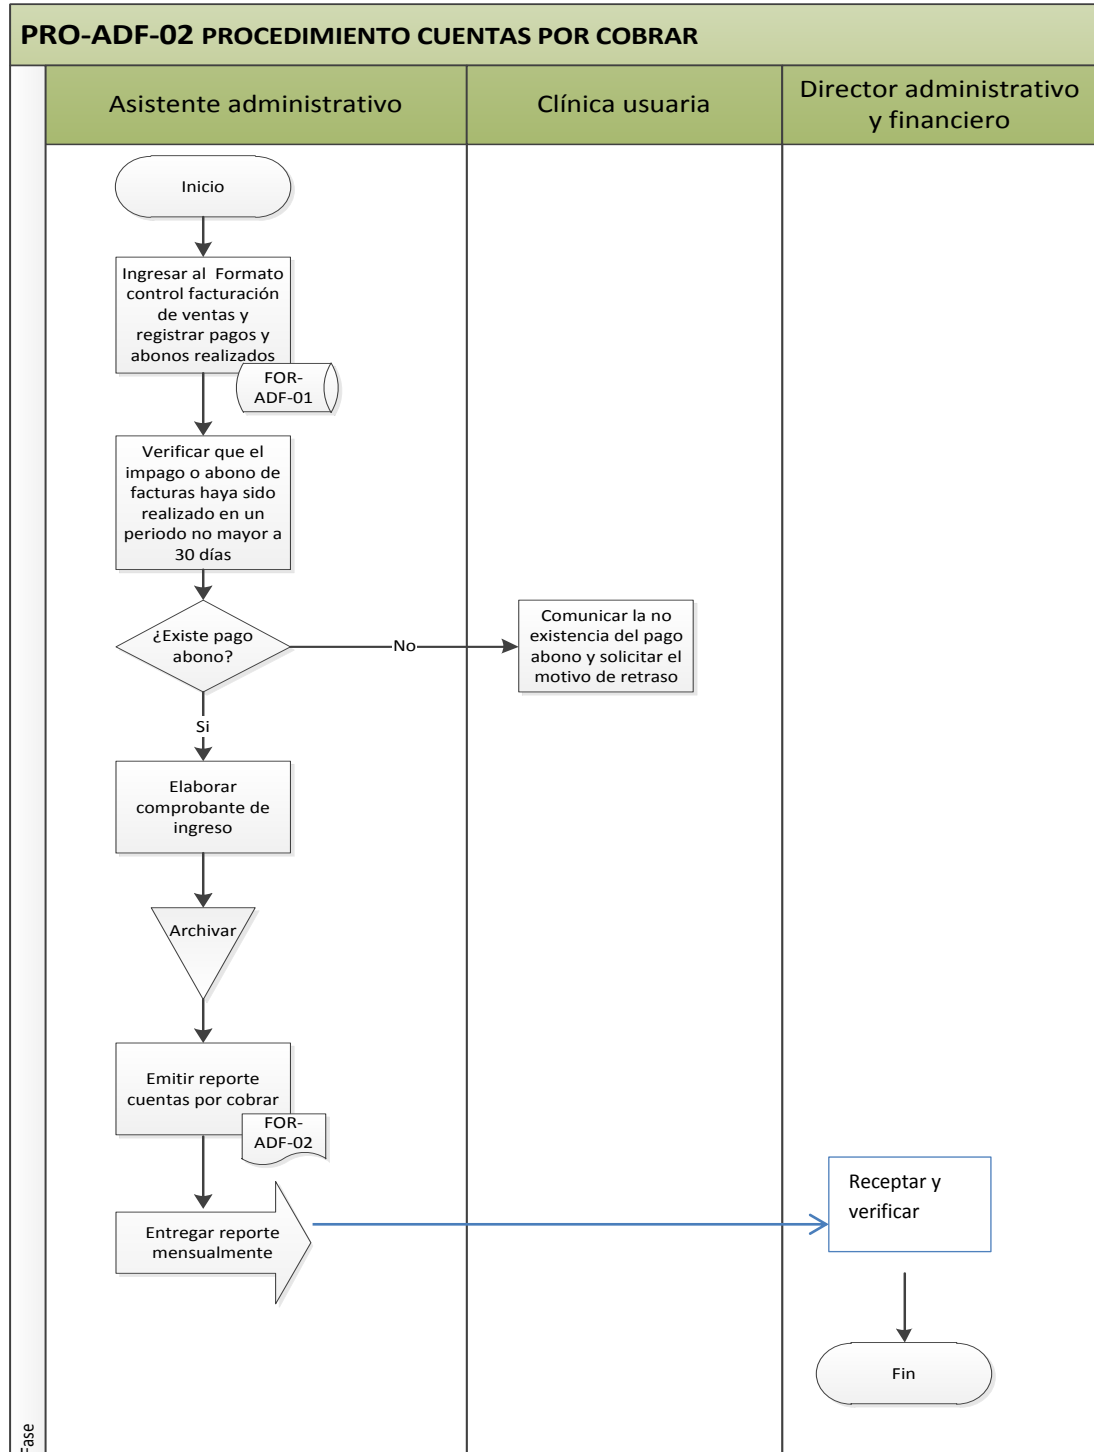 PRO-ADF-02 PROCEDIMIENTO CUENTAS POR COBRAR
Asistente administrativo
Clínica usuaria
Director administrativo
y financiero
Inicio
Ingresar al Formato
control facturación
de ventas y
registrar pagos y
abonos realizados
FOR-
ADF-01
Verificar que el
impago o abono de
facturas haya sido
realizado en un
periodo no mayor a
30 días
¿Existe pago
abono?
No
Comunicar la no
existencia del pago
abono y solicitar el
motivo de retraso
Si
Elaborar
comprobante de
ingreso
Archivar
Emitir reporte
cuentas por cobrar
FOR-
ADF-02
Entregar reporte
mensualmente
Receptar y
verificar
Fin
Fase